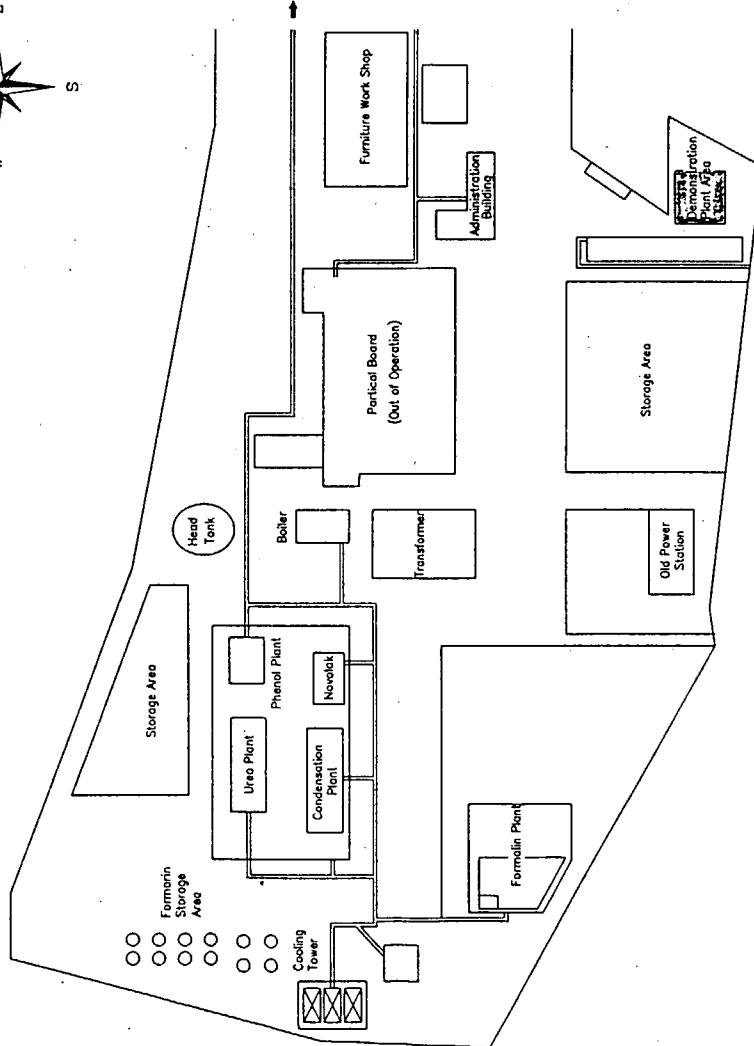 S
Furniture Work Shop
Administration
Building
Demonstration
Plant Area
Partical Board
(Out of Operation)
Storage Area
Head
Tank
Boiler
Transformer
Old Power
Station
Storage Area
Phenol Plant
Novolak
Urea Plant
Condensation
Plant
Formalin Plant
Formarin
Storage
Area
Cooling
Tower